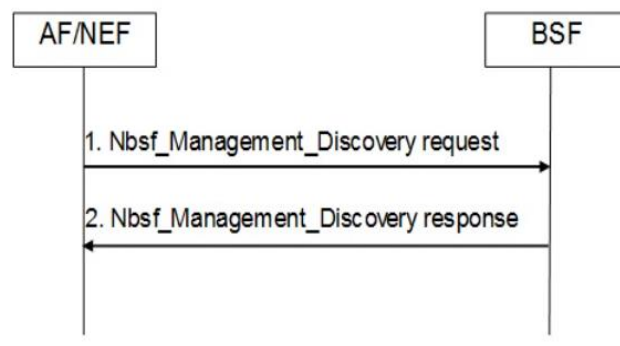 AF/NEF
BSF
1. Nbsf_Management_Discovery request
2. Nbsf_Management_Discovery response